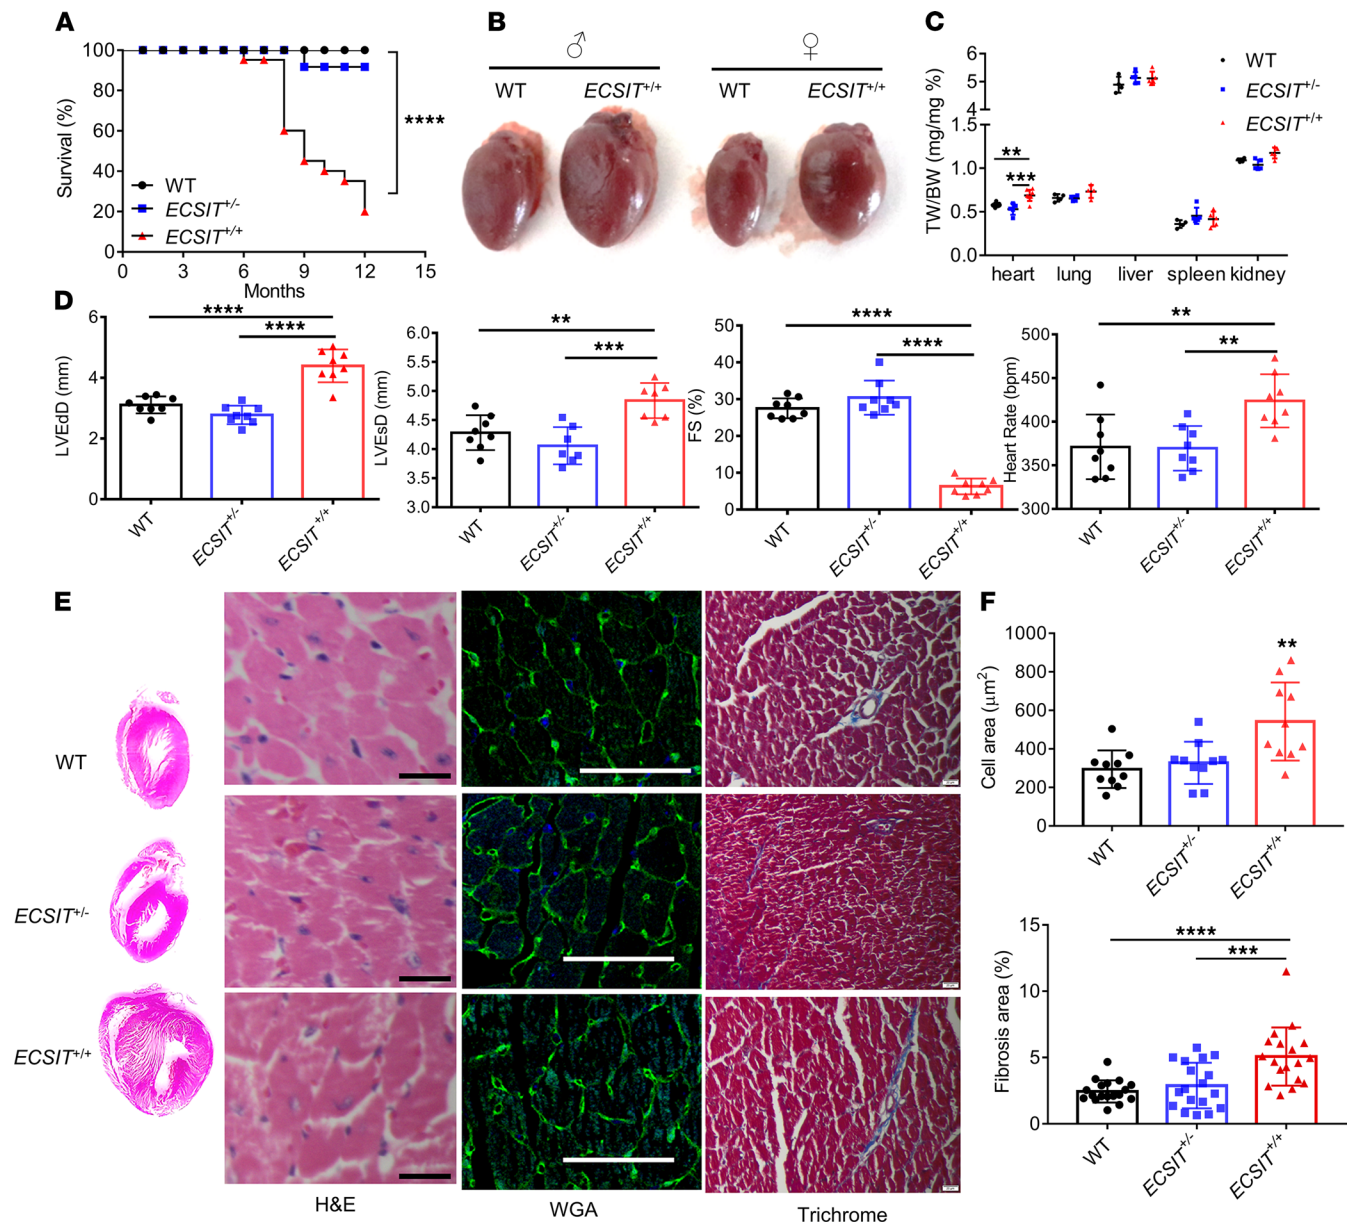 A
Survival (%)
100
80
60
40
20
0
0 3 6 9 12 15
Months
WT
ECSIT+/-
ECSIT+/+
****
B
♂ ♀
WT ECSIT+/+ WT ECSIT+/+
C
TW/BW (mg/mg %)
6
5
4
1.5
1.0
0.5
0.0
** 
***
heart lung liver spleen kidney
WT
ECSIT+/-
ECSIT+/+
D
LVEdD (mm)
6
4
2
0
****
****
WT ECSIT+/- ECSIT+/+
LVEsD (mm)
6.0
5.5
5.0
4.5
4.0
3.5
3.0
**
***
WT ECSIT+/- ECSIT+/+
FS (%)
50
40
30
20
10
0
****
****
WT ECSIT+/- ECSIT+/+
Heart Rate (bpm)
500
450
400
350
300
**
**
WT ECSIT+/- ECSIT+/+
E
WT
ECSIT+/-
ECSIT+/+
H&E WGA Trichrome
F
Cell area (μm2)
1000
800
600
400
200
0
**
WT ECSIT+/- ECSIT+/+
Fibrosis area (%)
15
10
5
0
****
***
WT ECSIT+/- ECSIT+/+